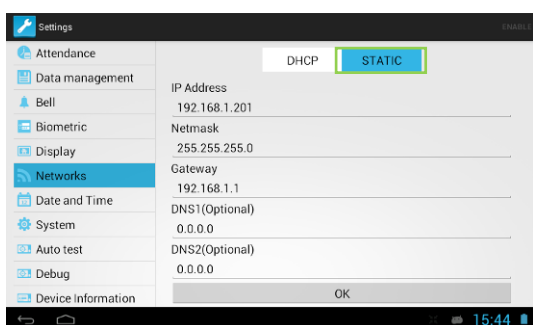 Settings
ENABLE
Attendance
Data management
Bell
Biometric
Display
Networks
Date and Time
System
Auto test
Debug
Device Information
DHCP STATIC
IP Address
192.168.1.201
Netmask
255.255.255.0
Gateway
192.168.1.1
DNS1(Optional)
0.0.0.0
DNS2(Optional)
0.0.0.0
OK
15:44